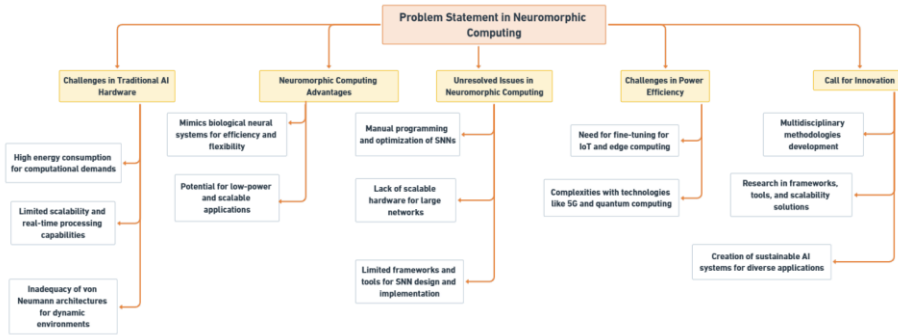 Problem Statement in Neuromorphic
Computing
Challenges in Traditional AI
Hardware
High energy consumption
for computational demands
Limited scalability and
real-time processing
capabilities
Inadequacy of von
Neumann architectures for
dynamic
environments
Neuromorphic Computing
Advantages
Mimics biological neural
systems for efficiency and
flexibility
Potential for low-power
and scalable
applications
Unresolved Issues in
Neuromorphic Computing
Manual programming
and optimization of SNNs
Lack of scalable
hardware for large
networks
Limited frameworks and
tools for SNN design and
implementation
Challenges in Power
Efficiency
Need for fine-tuning for
IoT and edge computing
Complexities with technologies
like 5G and quantum computing
Call for Innovation
Multidisciplinary
methodologies
development
Research in frameworks,
tools, and scalability
solutions
Creation of sustainable AI
systems for diverse applications